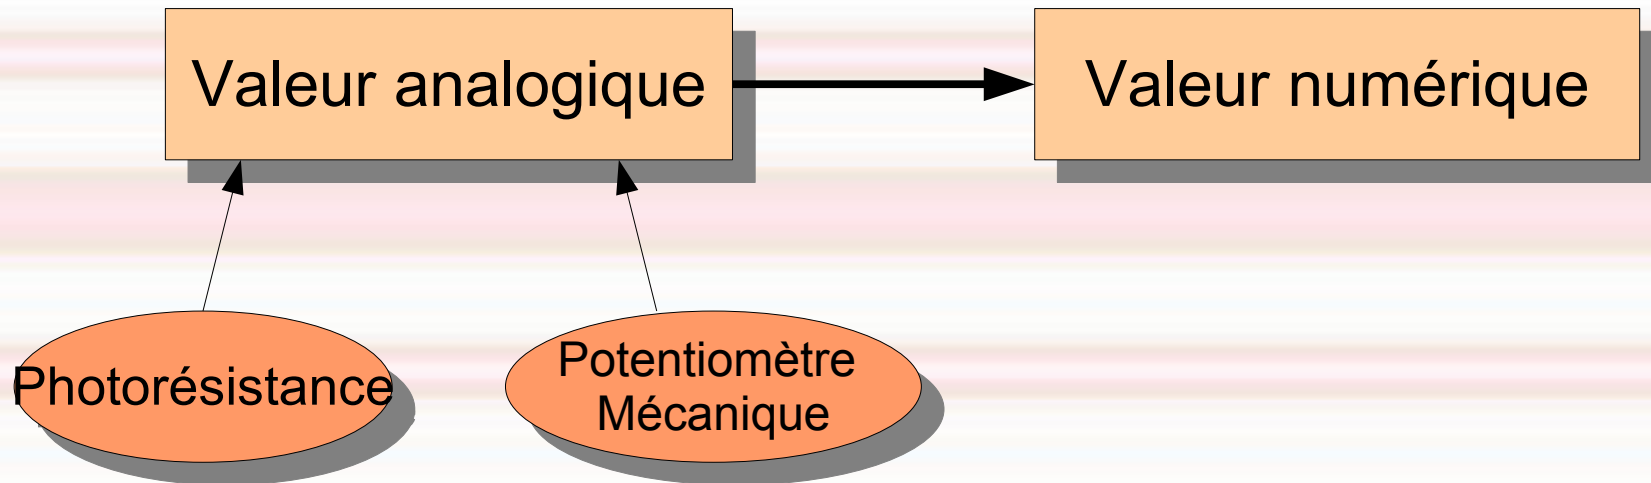 Valeur analogique
Valeur numérique
Photorésistance
Potentiomètre
Mécanique